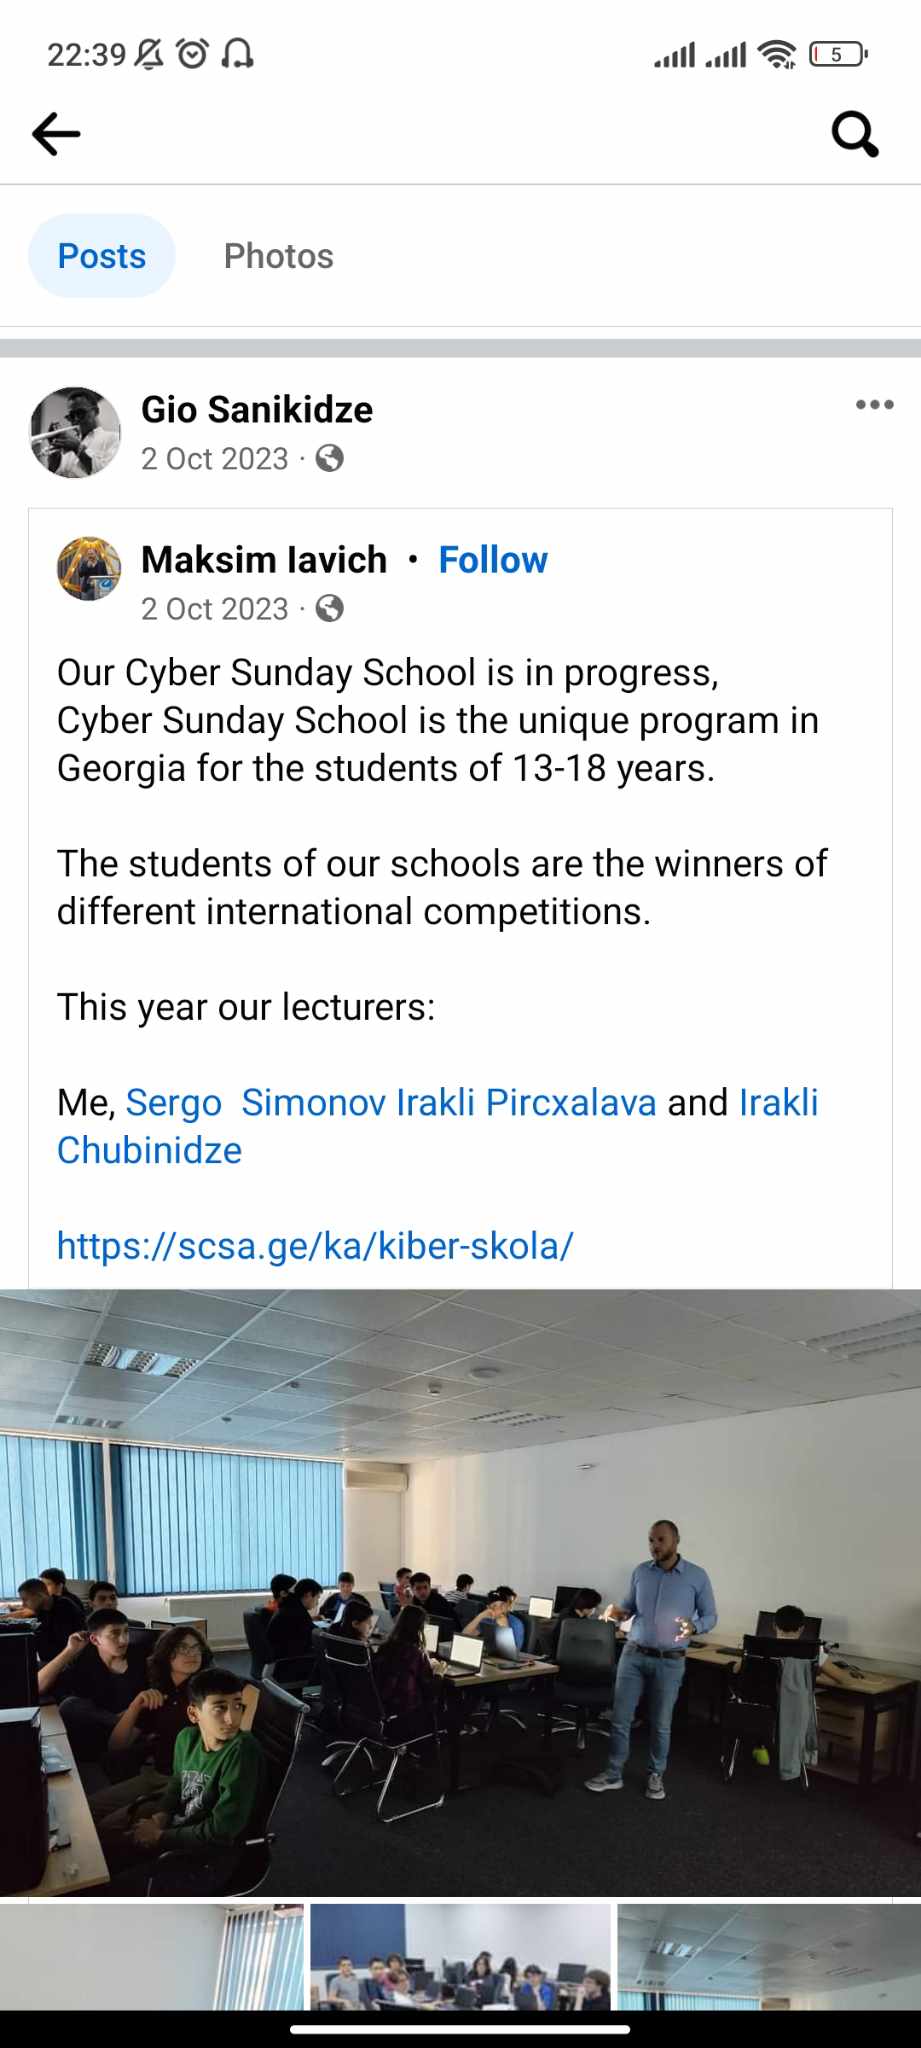 22:39
5
Posts
Photos
Gio Sanikidze
2 Oct 2023 ·
Maksim Iavich • Follow
2 Oct 2023 ·
Our Cyber Sunday School is in progress,
Cyber Sunday School is the unique program in
Georgia for the students of 13-18 years.
The students of our schools are the winners of
different international competitions.
This year our lecturers:
Me, Sergo  Simonov Irakli Pircxalava and Irakli
Chubinidze
https://scsa.ge/ka/kiber-skola/